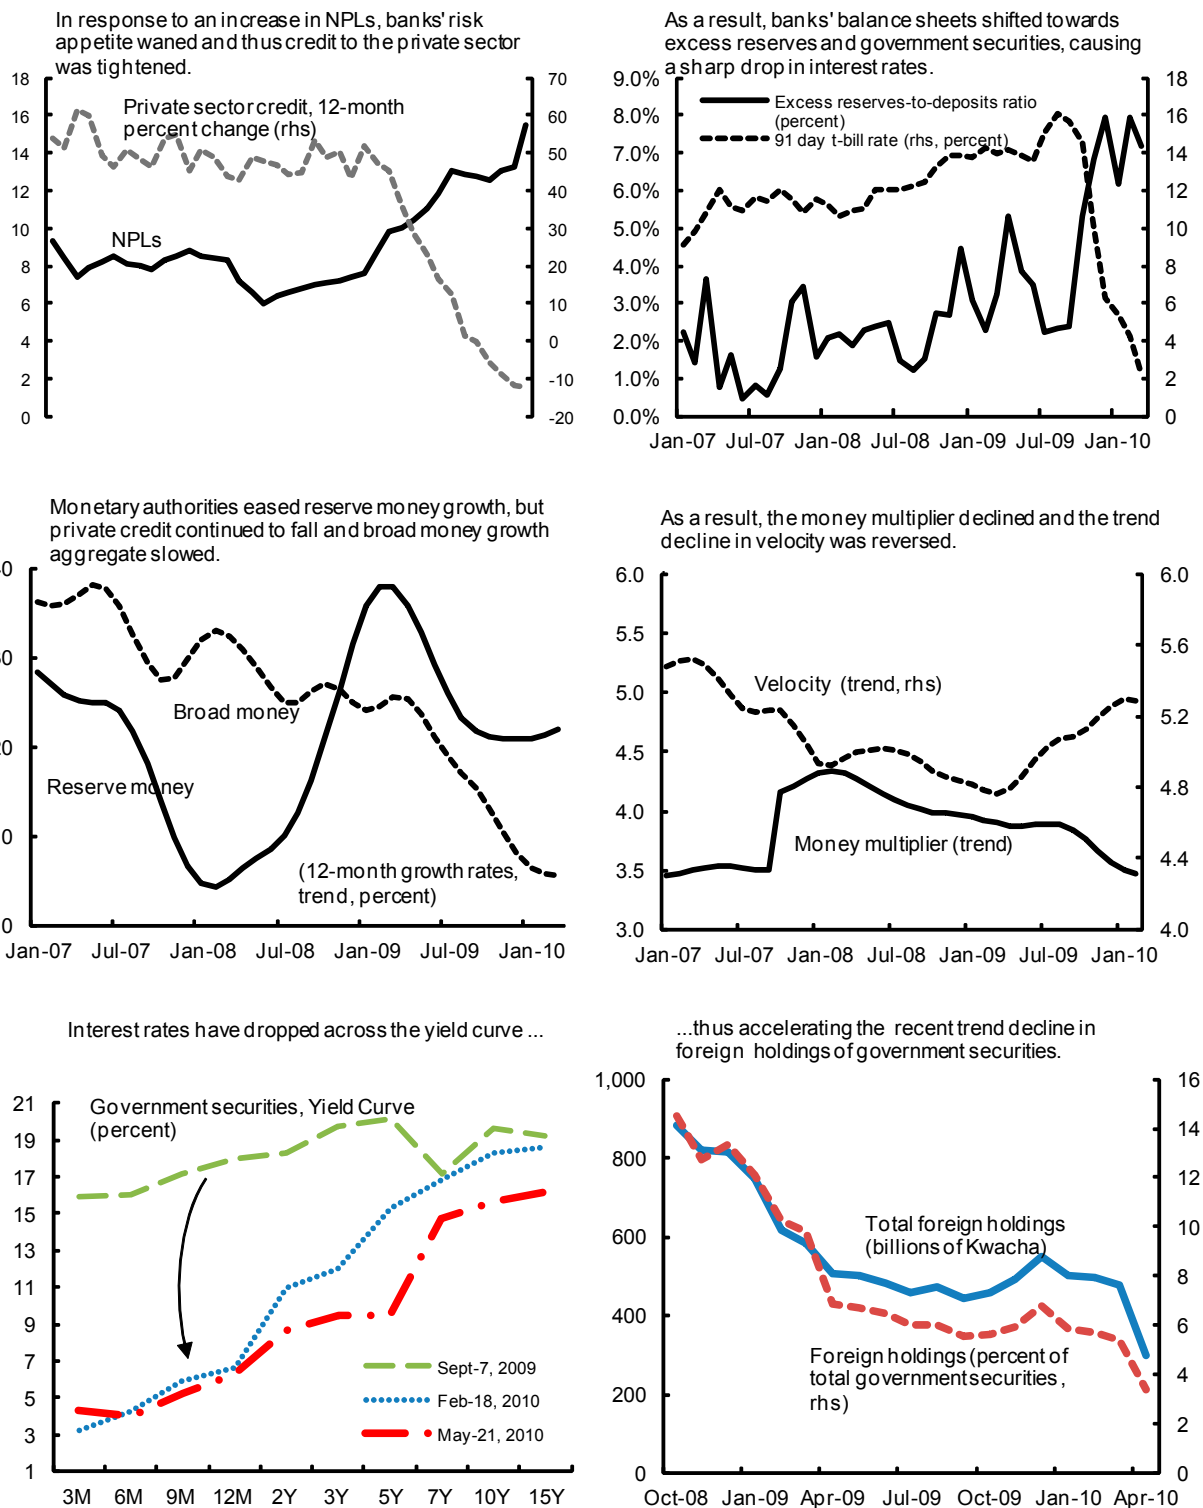 In response to an increase in NPLs, banks' risk
appetite waned and thus credit to the private sector
was tightened.
18
16
14
12
10
8
6
4
2
0
70
60
50
40
30
20
10
0
-10
-20
Private sector credit, 12-month
percent change (rhs)
NPLs
As a result, banks' balance sheets shifted towards
excess reserves and government securities, causing
a sharp drop in interest rates.
9.0%
8.0%
7.0%
6.0%
5.0%
4.0%
3.0%
2.0%
1.0%
0.0%
18
16
14
12
10
8
6
4
2
0
Excess reserves-to-deposits ratio
(percent)
91 day t-bill rate (rhs, percent)
Jan-07 Jul-07 Jan-08 Jul-08 Jan-09 Jul-09 Jan-10
Monetary authorities eased reserve money growth, but
private credit continued to fall and broad money growth
aggregate slowed.
Broad money
Reserve money
(12-month growth rates,
trend, percent)
Jan-07 Jul-07 Jan-08 Jul-08 Jan-09 Jul-09 Jan-10
As a result, the money multiplier declined and the trend
decline in velocity was reversed.
6.0
5.5
5.0
4.5
4.0
3.5
3.0
6.0
5.6
5.2
4.8
4.4
4.0
Velocity (trend, rhs)
Money multiplier (trend)
Jan-07 Jul-07 Jan-08 Jul-08 Jan-09 Jul-09 Jan-10
Interest rates have dropped across the yield curve ...
21
19
17
15
13
11
9
7
5
3
1
Government securities, Yield Curve
(percent)
Sept-7, 2009
Feb-18, 2010
May-21, 2010
3M 6M 9M 12M 2Y 3Y 5Y 7Y 10Y 15Y
...thus accelerating the recent trend decline in
foreign holdings of government securities.
1,000
800
600
400
200
0
16
14
12
10
8
6
4
2
0
Total foreign holdings
(billions of Kwacha)
Foreign holdings (percent of
total government securities,
rhs)
Oct-08 Jan-09 Apr-09 Jul-09 Oct-09 Jan-10 Apr-10